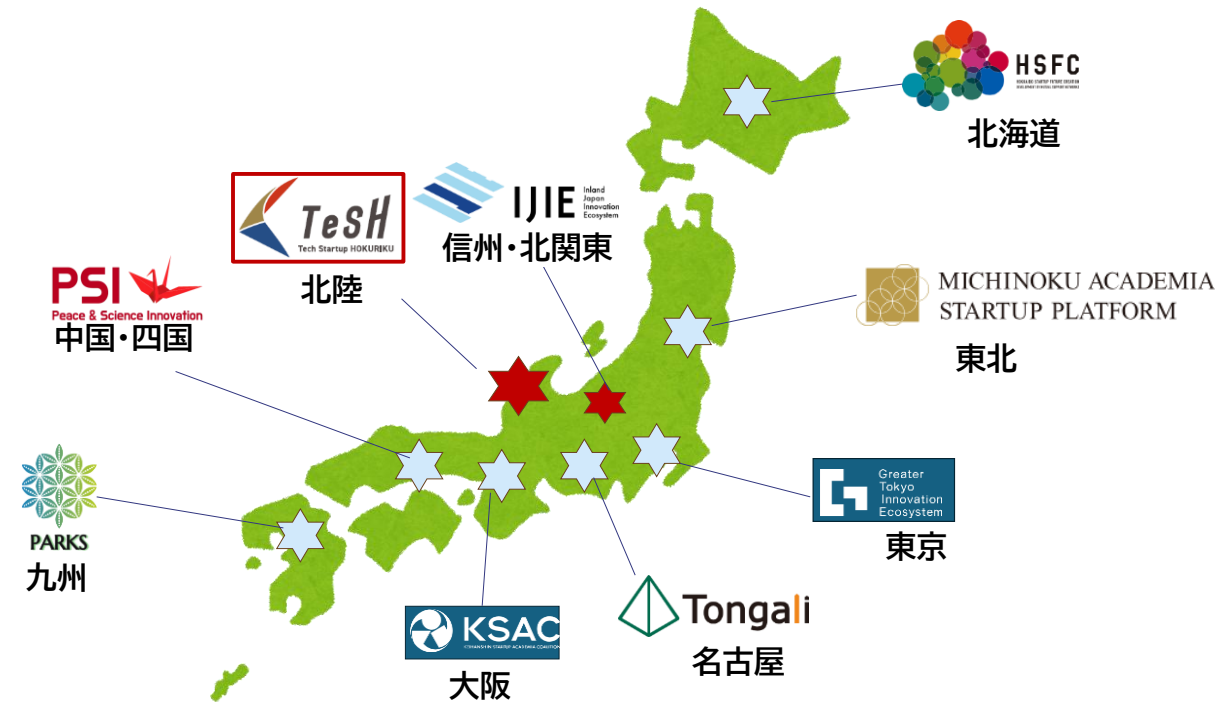 HSFC
北海道
TeSH
Tech Startup HOKURIKU
北陸
IJIE
Inland
Japan
Innovation
Ecosystem
信州・北関東
PSI
Peace & Science Innovation
中国・四国
MICHINOKU ACADEMIA
STARTUP PLATFORM
東北
PARKS
九州
Greater
Tokyo
Innovation
Ecosystem
東京
KSAC
大阪
Tongali
名古屋